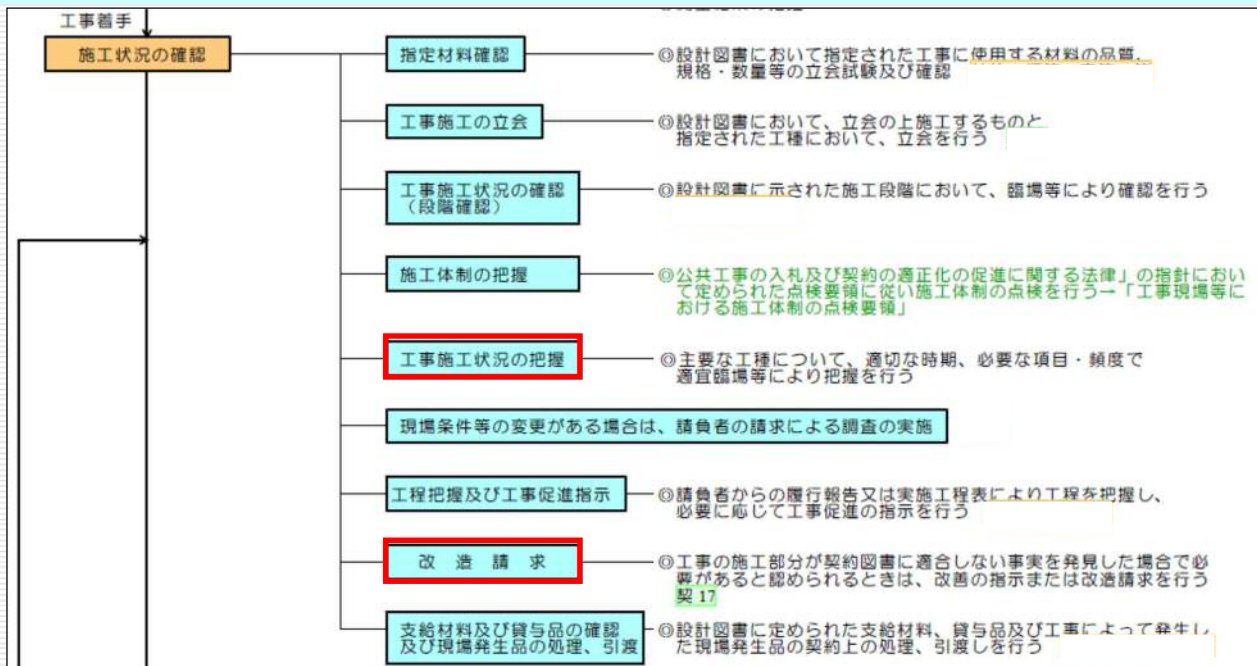 工事着手
施工状況の確認
指定材料確認
◎設計図書において指定された工事に使用する材料の品質、
規格・数量等の立会試験及び確認
工事施工の立会
◎設計図書において、立会の上施工するものと
指定された工種において、立会を行う
工事施工状況の確認
（段階確認）
◎設計図書に示された施工段階において、臨場等により確認を行う
施工体制の把握
◎公共工事の入札及び契約の適正化の促進に関する法律」の指針におい
て定められた点検要領に従い施工体制の点検を行う→「工事現場等に
おける施工体制の点検要領」
工事施工状況の把握
◎主要な工種について、適切な時期、必要な項目・頻度で
適宜臨場等により把握を行う
現場条件等の変更がある場合は、請負者の請求による調査の実施
工程把握及び工事促進指示
◎請負者からの履行報告又は実施工程表により工程を把握し、
必要に応じて工事促進の指示を行う
改 造 請 求
◎工事の施工部分が契約図書に適合しない事実を発見した場合で必
要があると認められるときは、改善の指示または改造請求を行う
契 17
支給材料及び貸与品の確認
及び現場発生品の処理、引渡
◎設計図書に定められた支給材料、貸与品及び工事によって発生し
た現場発生品の契約上の処理、引渡しを行う